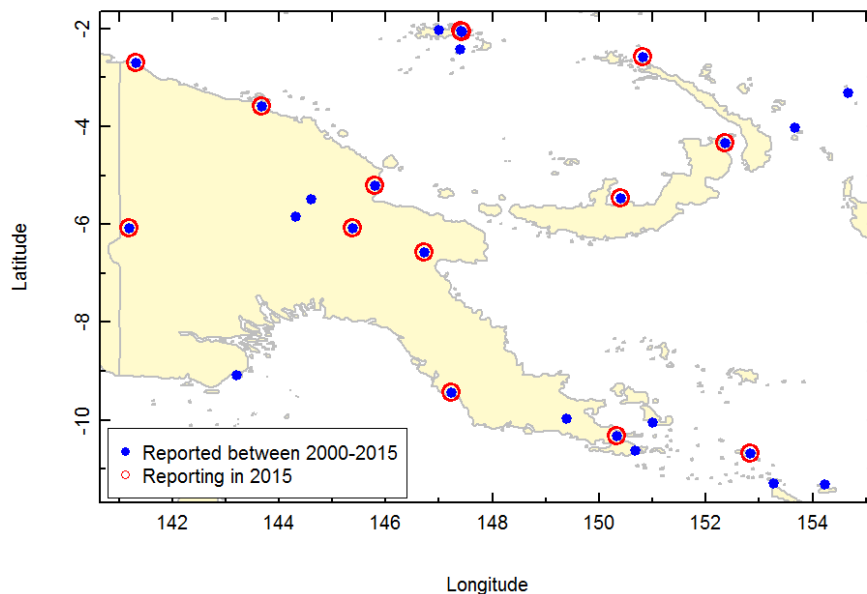 -2
-4
-6
-8
-10
Latitude
Reported between 2000-2015
Reporting in 2015
142 144 146 148 150 152 154
Longitude